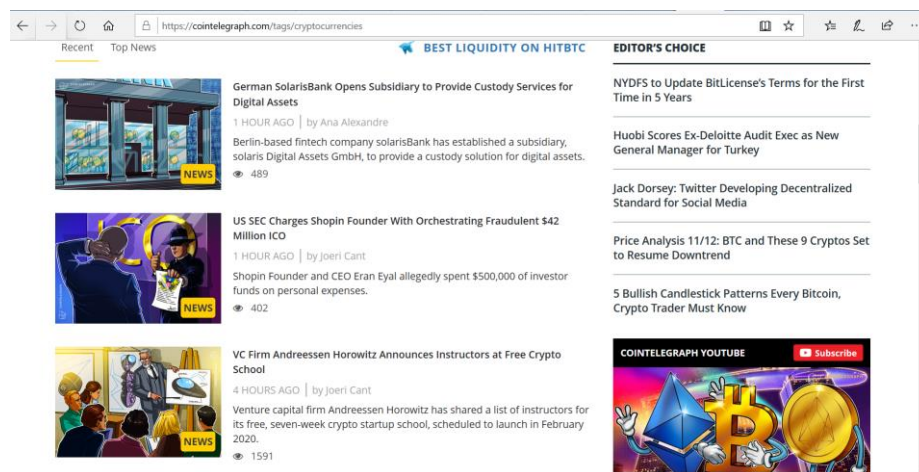 https://cointelegraph.com/tags/cryptocurrencies
Recent Top News
BEST LIQUIDITY ON HITBTC
German SolarisBank Opens Subsidiary to Provide Custody Services for
Digital Assets
1 HOUR AGO | by Ana Alexandre
Berlin-based fintech company solarisBank has established a subsidiary,
solaris Digital Assets GmbH, to provide a custody solution for digital assets.
489
NEWS
US SEC Charges Shopin Founder With Orchestrating Fraudulent $42
Million ICO
1 HOUR AGO | by Joeri Cant
Shopin Founder and CEO Eran Eyal allegedly spent $500,000 of investor
funds on personal expenses.
402
ICO
NEWS
VC Firm Andreessen Horowitz Announces Instructors at Free Crypto
School
4 HOURS AGO | by Joeri Cant
Venture capital firm Andreessen Horowitz has shared a list of instructors for
its free, seven-week crypto startup school, scheduled to launch in February
2020.
1591
NEWS
EDITOR'S CHOICE
NYDFS to Update BitLicense's Terms for the First
Time in 5 Years
Huobi Scores Ex-Deloitte Audit Exec as New
General Manager for Turkey
Jack Dorsey: Twitter Developing Decentralized
Standard for Social Media
Price Analysis 11/12: BTC and These 9 Cryptos Set
to Resume Downtrend
5 Bullish Candlestick Patterns Every Bitcoin,
Crypto Trader Must Know
COINTELEGRAPH YOUTUBE
Subscribe